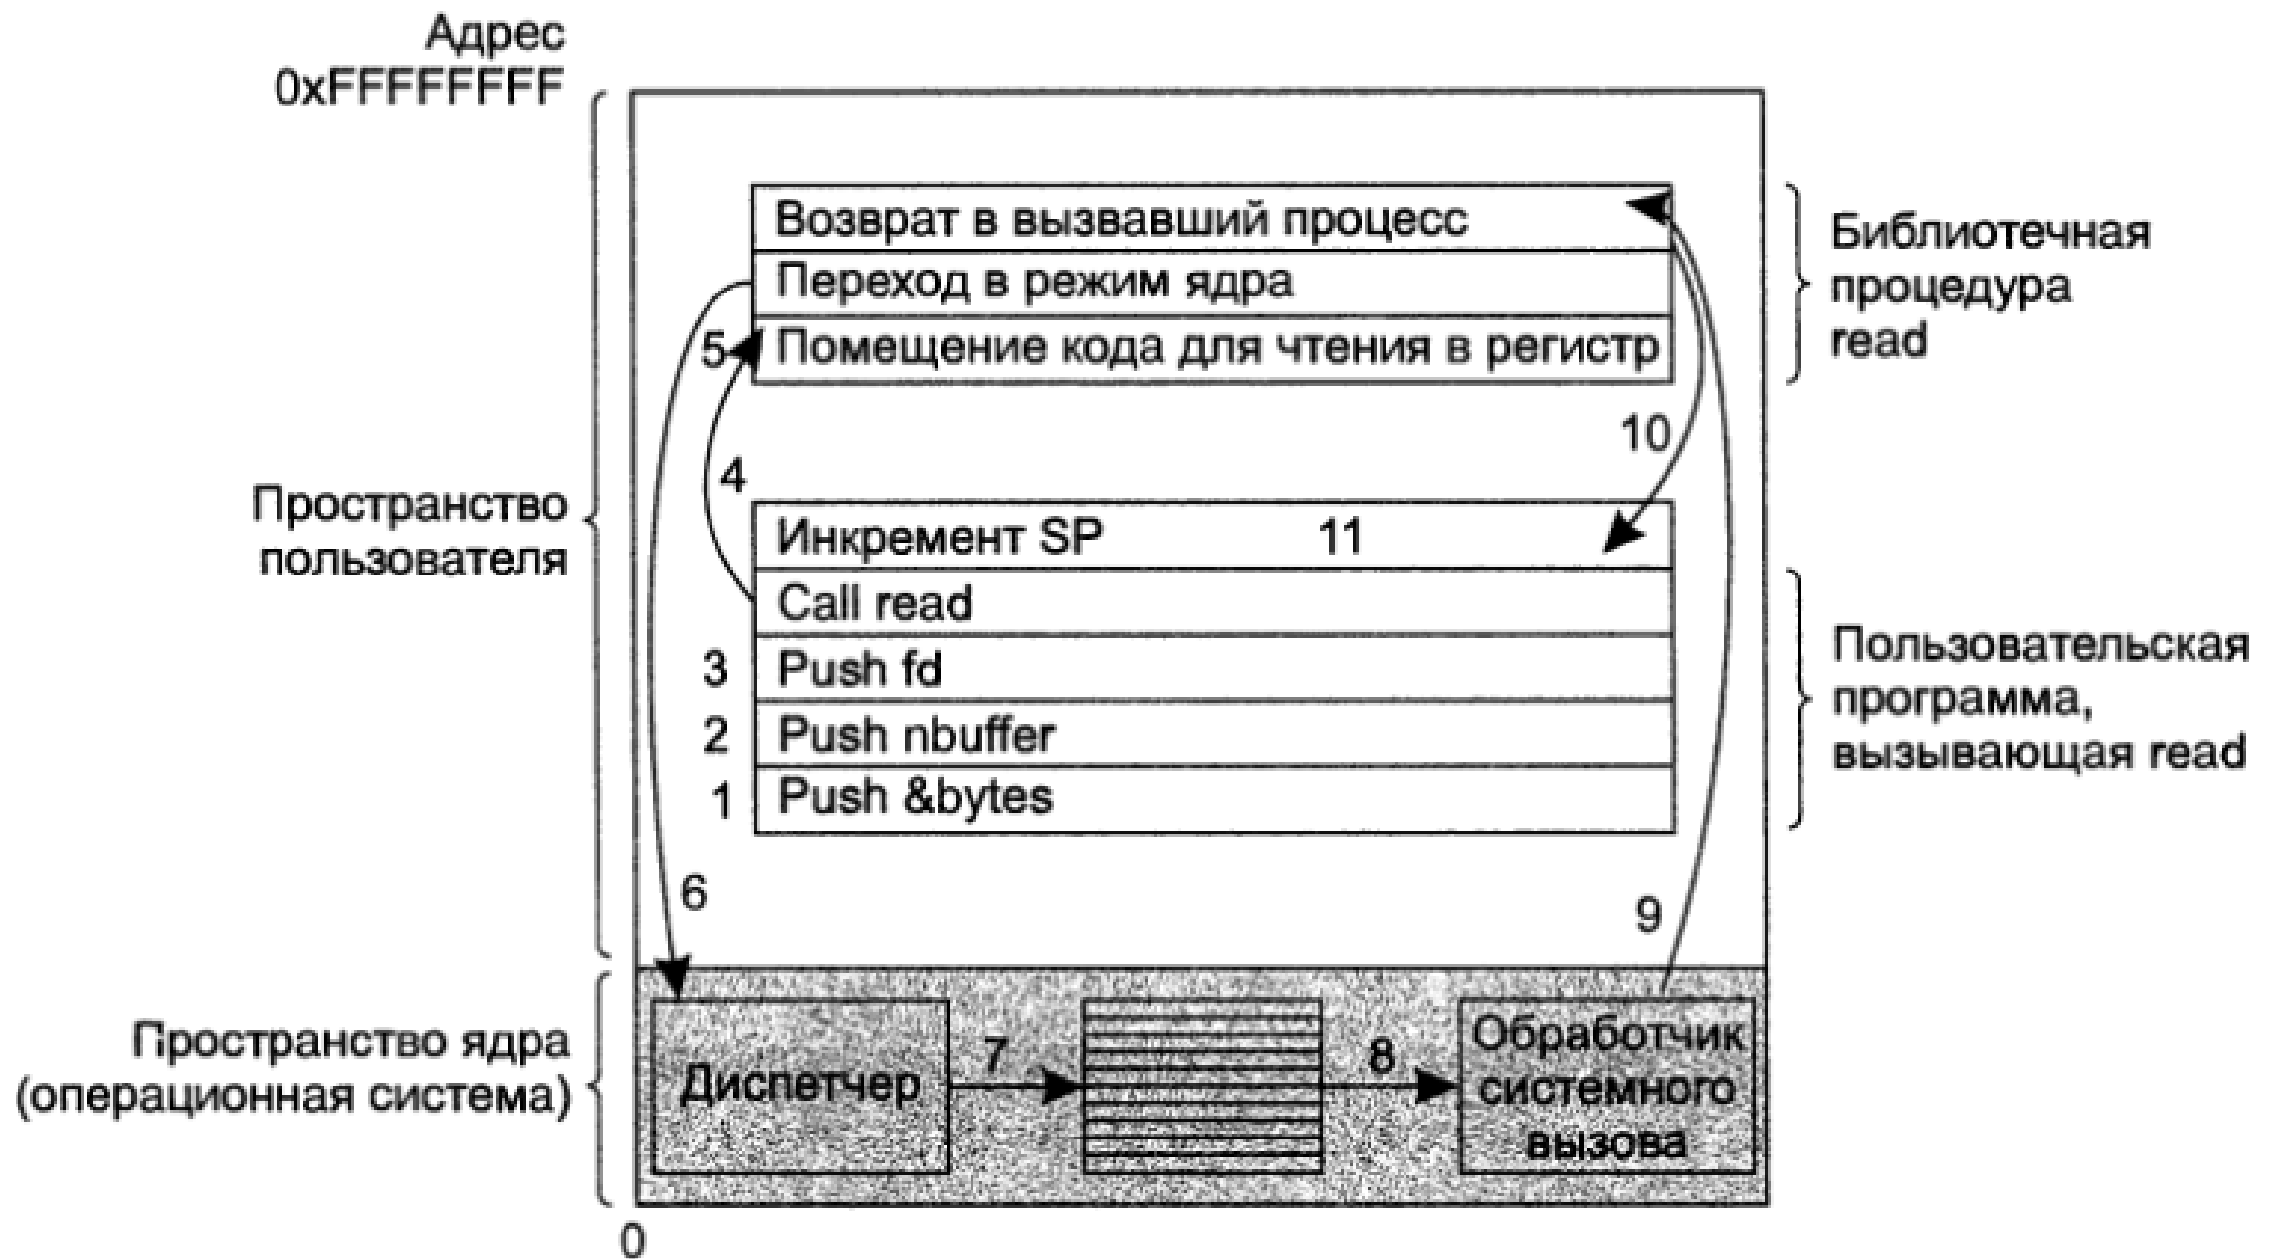 Адрес
0xFFFFFFFF
Возврат в вызвавший процесс
Переход в режим ядра
5
Помещение кода для чтения в регистр
Библиотечная
процедура
read
10
4
Пространство
пользователя
Инкремент SP
11
Call read
3
Push fd
2
Push nbuffer
1
Push &bytes
Пользовательская
программа,
вызывающая read
6
9
Пространство ядра
(операционная система)
Диспетчер
7
8
Обработчик
системного
вызова
0